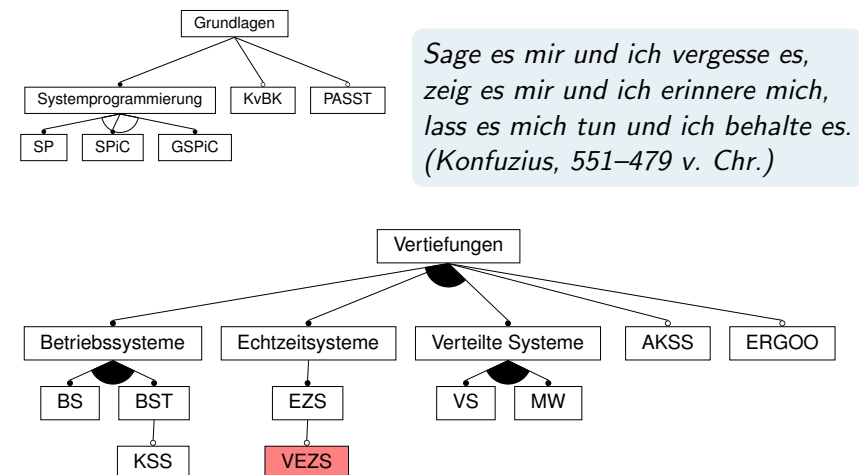 Grundlagen
Systemprogrammierung KvBK PASST
SP SPiC GSPiC
Sage es mir und ich vergesse es,
zeig es mir und ich erinnere mich,
lass es mich tun und ich behalte es.
(Konfuzius, 551–479 v. Chr.)
Vertiefungen
Betriebssysteme Echtzeitsysteme Verteilte Systeme AKSS ERGOO
BS BST EZS VS MW
KSS VEZS